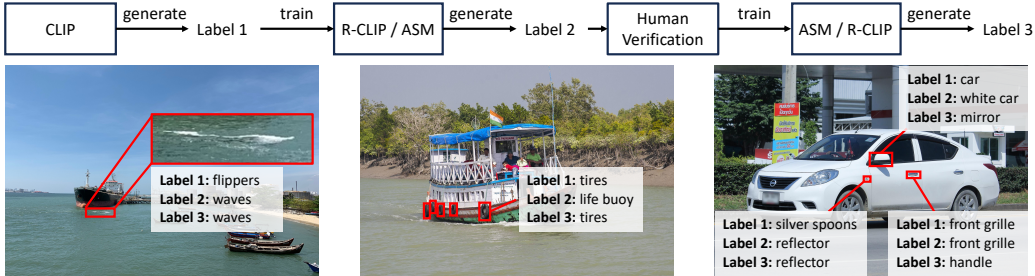 CLIP
generate
Label 1
train
R-CLIP / ASM
generate
Label 2
Human
Verification
train
ASM / R-CLIP
generate
Label 3
Label 1: flippers
Label 2: waves
Label 3: waves
Label 1: tires
Label 2: life buoy
Label 3: tires
Label 1: car
Label 2: white car
Label 3: mirror
Label 1: silver spoons
Label 2: reflector
Label 3: reflector
Label 1: front grille
Label 2: front grille
Label 3: handle